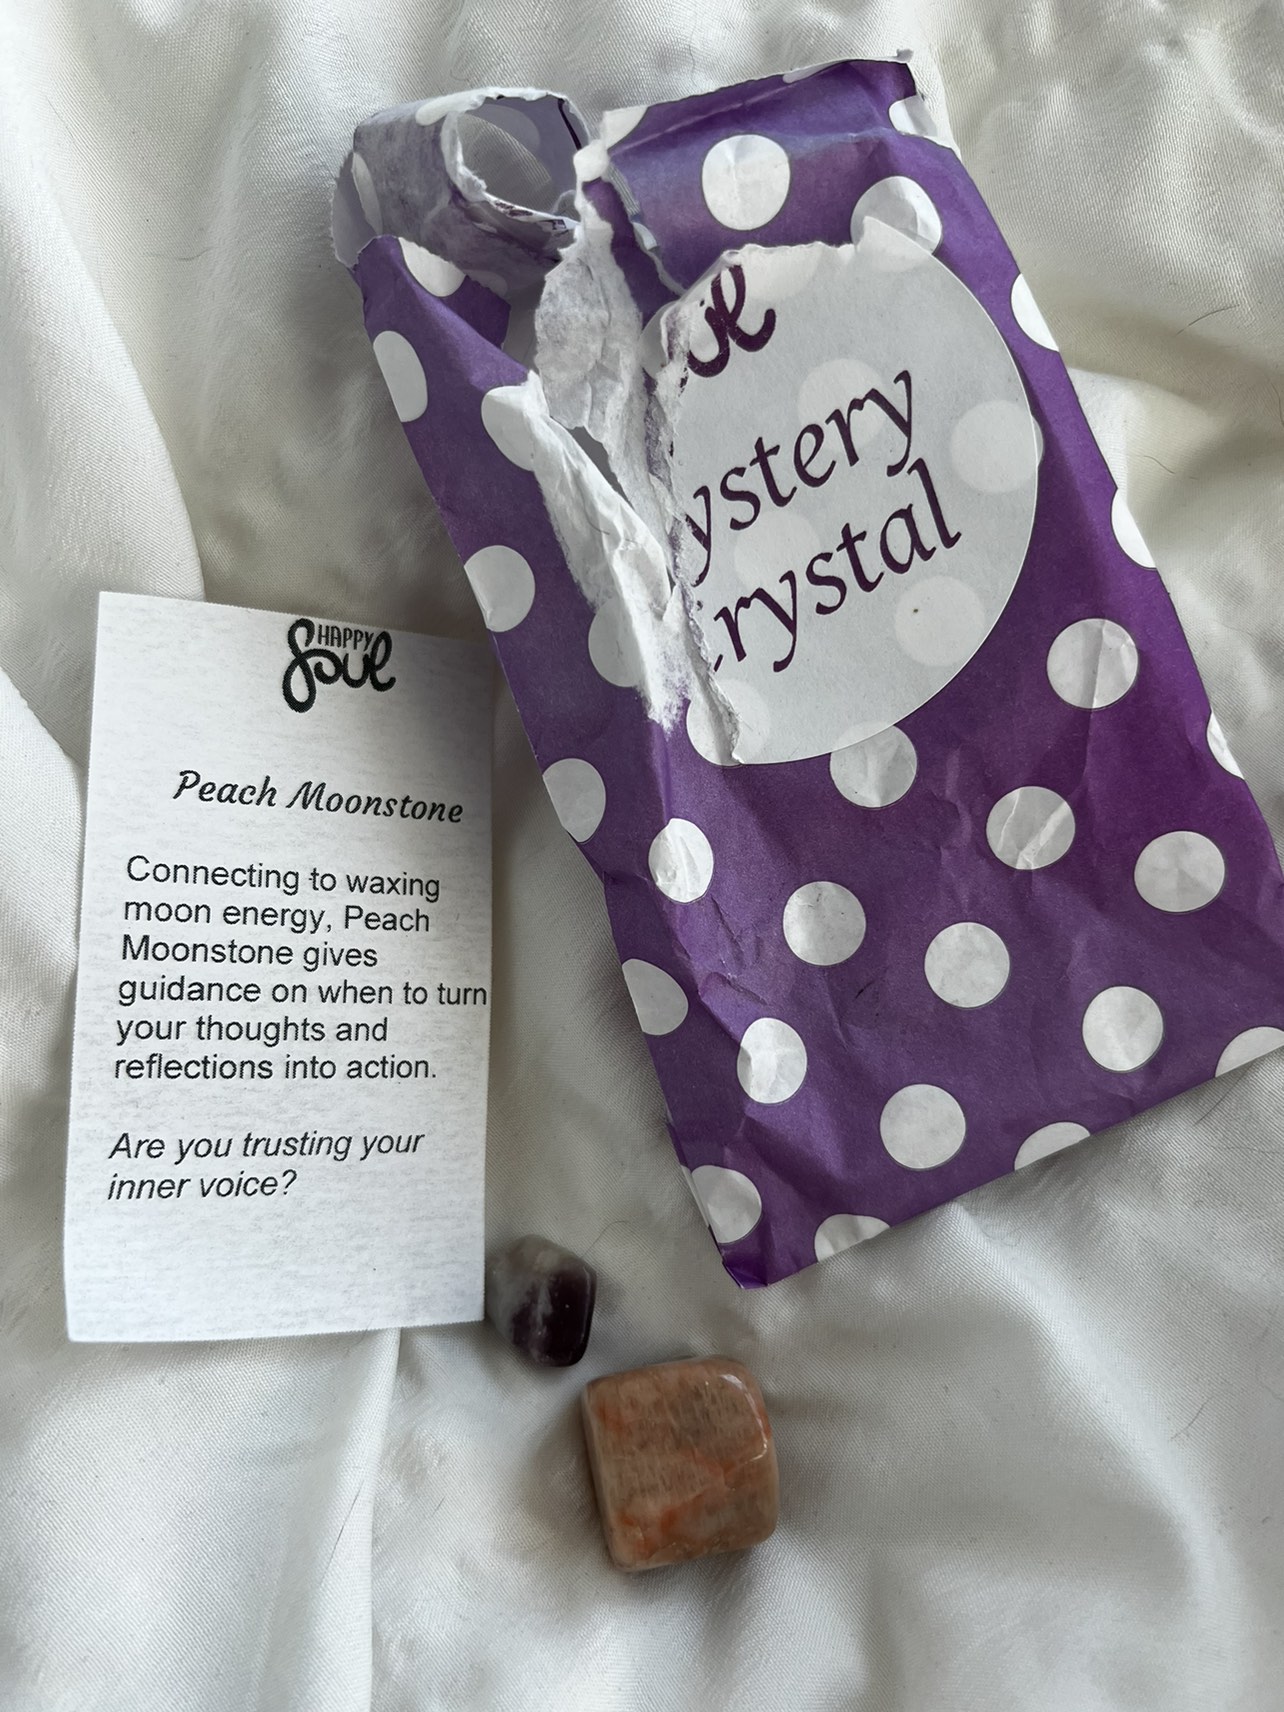 HAPPY
Soul
Peach Moonstone
Connecting to waxing
moon energy, Peach
Moonstone gives
guidance on when to turn
your thoughts and
reflections into action.
Are you trusting your
inner voice?
ul
ystery
rystal